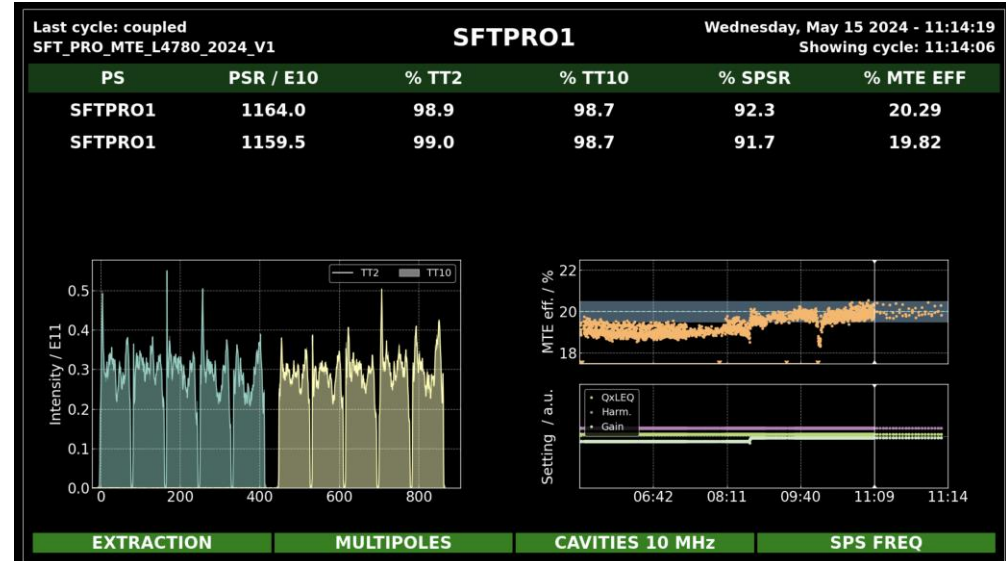 Last cycle: coupled
SFT_PRO_MTE_L4780_2024_V1
SFTPRO1
Wednesday, May 15 2024 - 11:14:19
Showing cycle: 11:14:06
PS PSR / E10 % TT2 % TT10 % SPSR % MTE EFF
SFTPRO1 1164.0 98.9 98.7 92.3 20.29
SFTPRO1 1159.5 99.0 98.7 91.7 19.82
Intensity / E11
0.5
0.4
0.3
0.2
0.1
0.0
TT2 TT10
0 200 400 600 800
MTE eff. / %
22
20
18
Setting / a.u.
QxLEQ
Harm.
Gain
06:42 08:11 09:40 11:09 11:14
EXTRACTION MULTIPOLES CAVITIES 10 MHz SPS FREQ